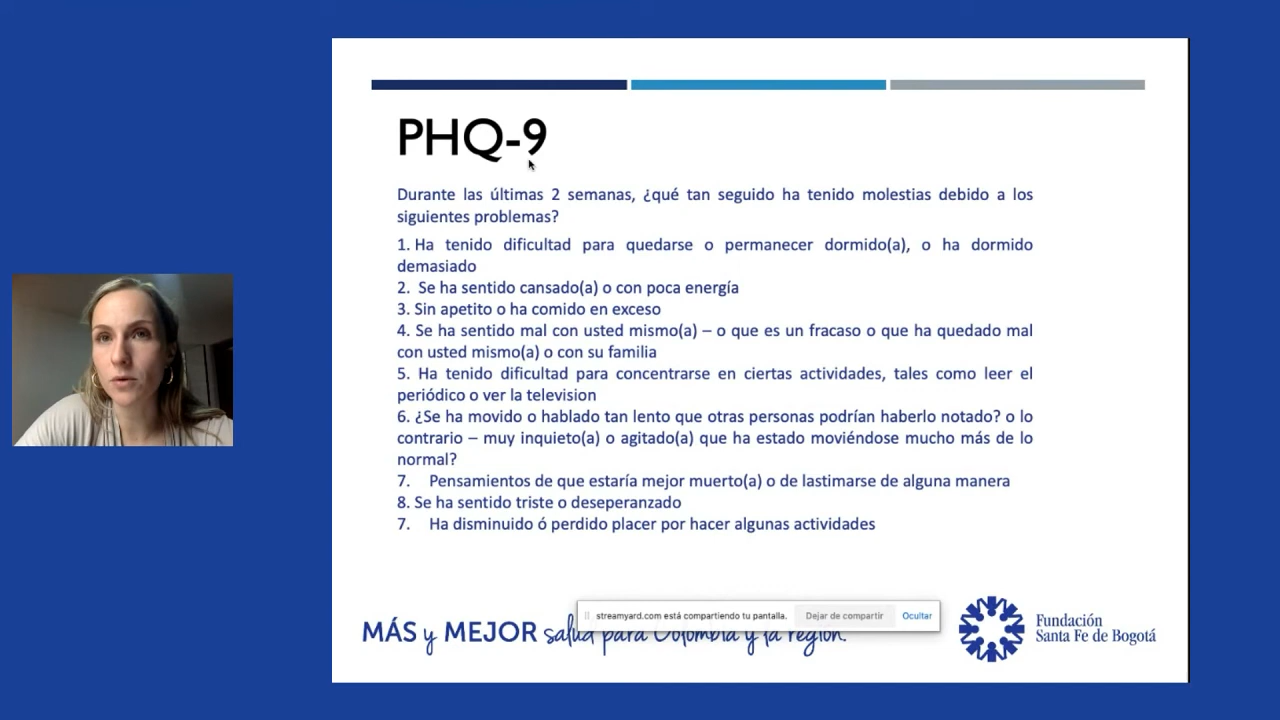 PHQ-9
Durante las últimas 2 semanas, ¿qué tan seguido ha tenido molestias debido a los
siguientes problemas?
1. Ha tenido dificultad para quedarse o permanecer dormido(a), o ha dormido
demasiado
2. Se ha sentido cansado(a) o con poca energía
3. Sin apetito o ha comido en exceso
4. Se ha sentido mal con usted mismo(a) – o que es un fracaso o que ha quedado mal
con usted mismo(a) o con su familia
5. Ha tenido dificultad para concentrarse en ciertas actividades, tales como leer el
periódico o ver la television
6. ¿Se ha movido o hablado tan lento que otras personas podrían haberlo notado? o lo
contrario – muy inquieto(a) o agitado(a) que ha estado moviéndose mucho más de lo
normal?
7. Pensamientos de que estaría mejor muerto(a) o de lastimarse de alguna manera
8. Se ha sentido triste o deseperanzado
7. Ha disminuido ó perdido placer por hacer algunas actividades
streamyard.com está compartiendo tu pantalla. Dejar de compartir Ocultar
MÁS y MEJOR salud para Colombia y la región.
Fundación
Santa Fe de Bogotá